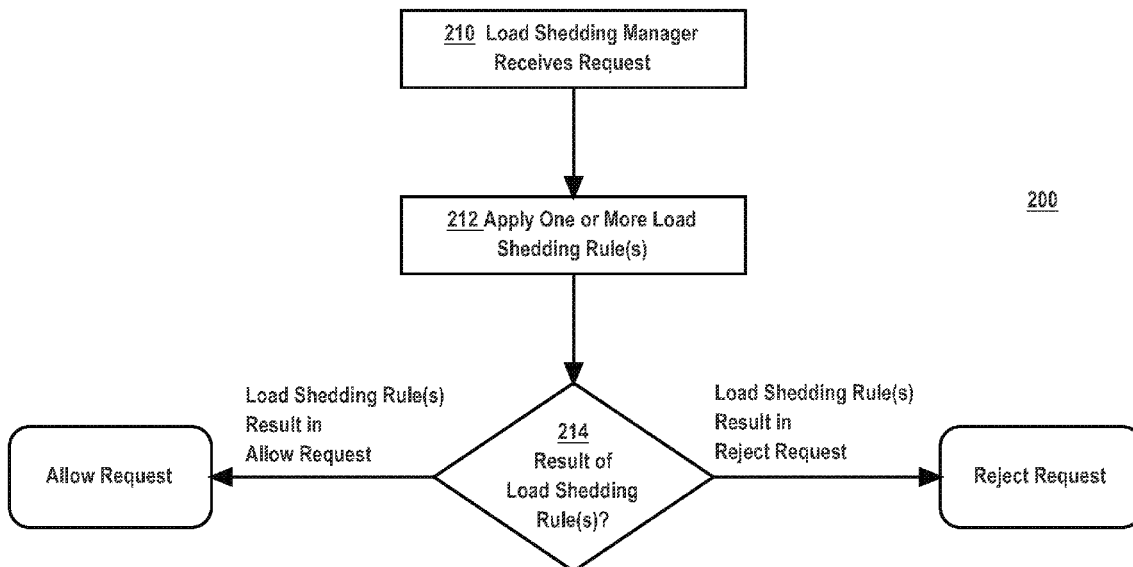 210 Load Shedding Manager
Receives Request
212 Apply One or More Load
Shedding Rule(s)
200
Load Shedding Rule(s)
Result in
Allow Request
Load Shedding Rule(s)
Result in
Reject Request
214
Result of
Load Shedding
Rule(s)?
Allow Request
Reject Request